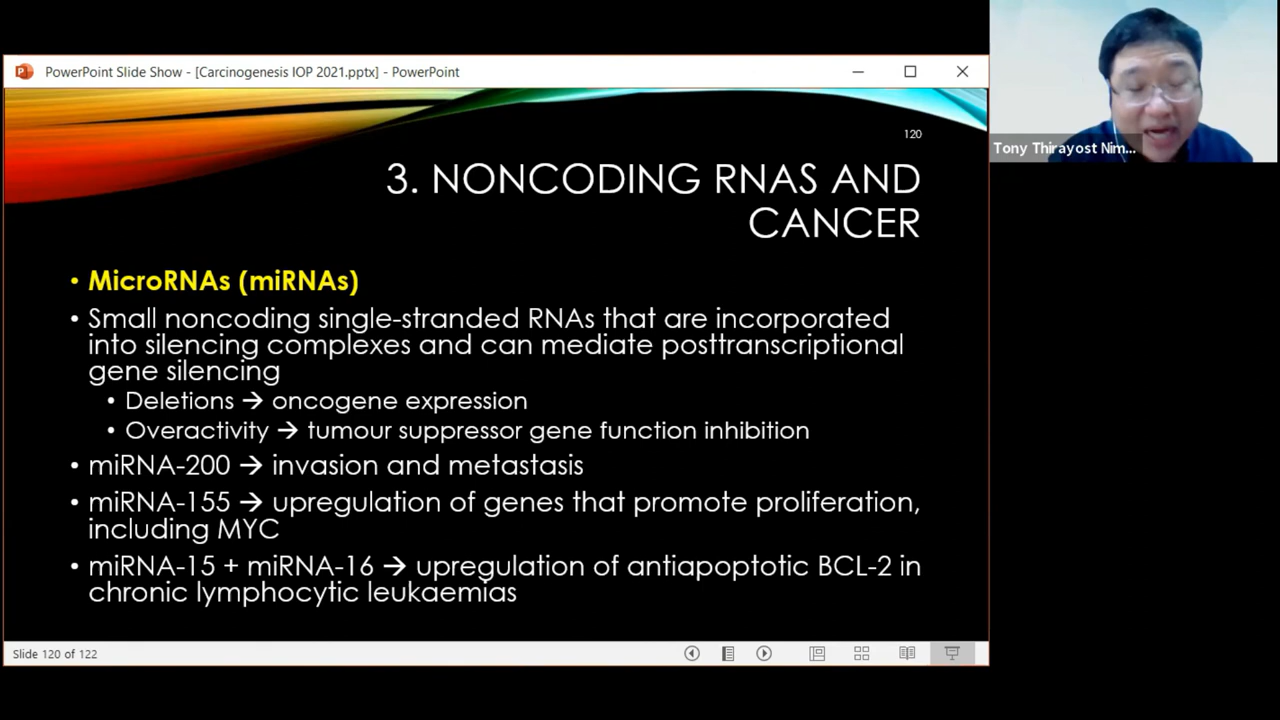 PowerPoint Slide Show - [Carcinogenesis IOP 2021.pptx] - PowerPoint
120
3. NONCODING RNAS AND
CANCER
• MicroRNAs (miRNAs)
• Small noncoding single-stranded RNAs that are incorporated
into silencing complexes and can mediate posttranscriptional
gene silencing
• Deletions → oncogene expression
• Overactivity → tumour suppressor gene function inhibition
• miRNA-200 → invasion and metastasis
• miRNA-155 → upregulation of genes that promote proliferation,
including MYC
• miRNA-15 + miRNA-16 → upregulation of antiapoptotic BCL-2 in
chronic lymphocytic leukaemias
Slide 120 of 122
Tony Thirayost Nim...